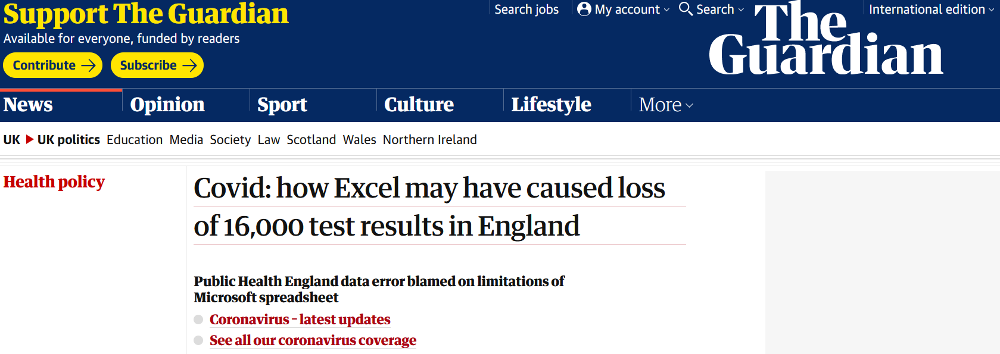 Support The Guardian
Available for everyone, funded by readers
Contribute
Subscribe
Search jobs
My account
Search
International edition
The
Guardian
News
Opinion
Sport
Culture
Lifestyle
More
UK
UK politics
Education
Media
Society
Law
Scotland
Wales
Northern Ireland
Health policy
Covid: how Excel may have caused loss
of 16,000 test results in England
Public Health England data error blamed on limitations of
Microsoft spreadsheet
Coronavirus – latest updates
See all our coronavirus coverage